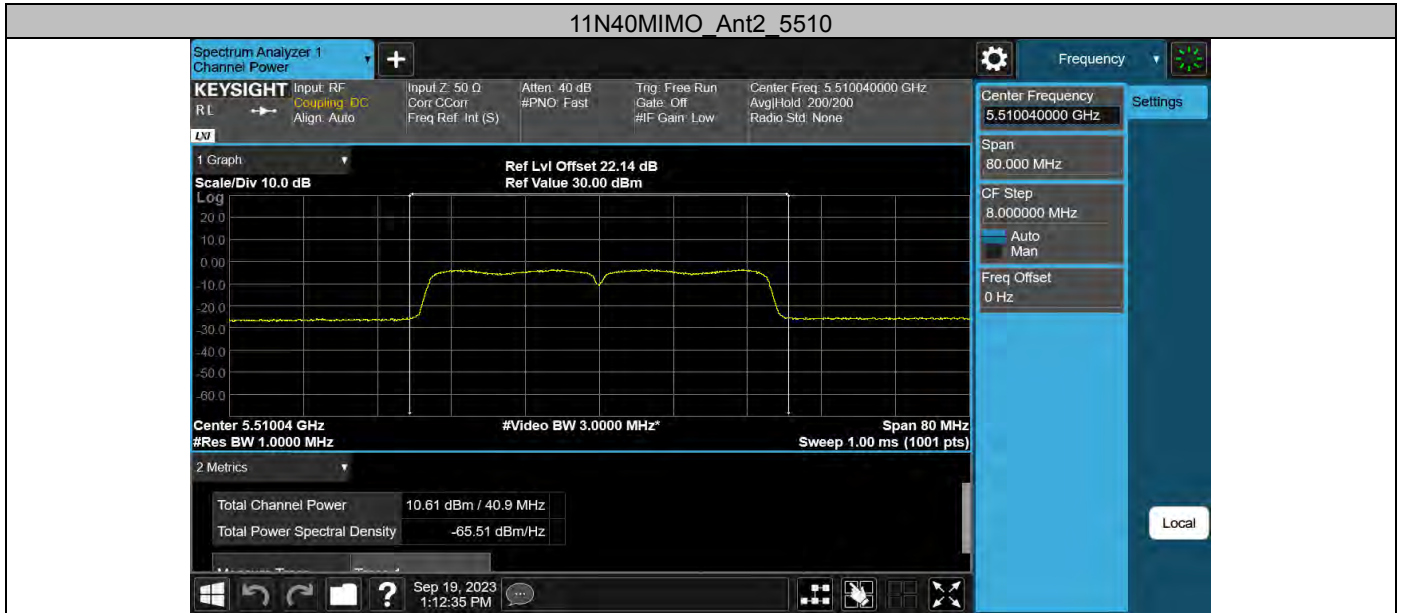 11N40MIMO_Ant2_5510
Spectrum Analyzer 1
Channel Power
+
Frequency
KEYSIGHT
RL
LXI
Input: RF
Coupling: DC
Align: Auto
Input Z: 50 Ω
Corr CCorr
Freq Ref: Int (S)
Atten: 40 dB
#PNO: Fast
Trig: Free Run
Gate: Off
#IF Gain: Low
Center Freq: 5.510040000 GHz
Avg|Hold: 200/200
Radio Std: None
Center Frequency
5.510040000 GHz
Settings
Span
80.000 MHz
CF Step
8.000000 MHz
Auto
Man
Freq Offset
0 Hz
1 Graph
Scale/Div 10.0 dB
Ref Lvl Offset 22.14 dB
Ref Value 30.00 dBm
Log
20.0
10.0
0.00
-10.0
-20.0
-30.0
-40.0
-50.0
-60.0
Center 5.51004 GHz
#Res BW 1.0000 MHz
#Video BW 3.0000 MHz*
Span 80 MHz
Sweep 1.00 ms (1001 pts)
2 Metrics
Total Channel Power 10.61 dBm / 40.9 MHz
Total Power Spectral Density -65.51 dBm/Hz
Local
?
Sep 19, 2023
1:12:35 PM